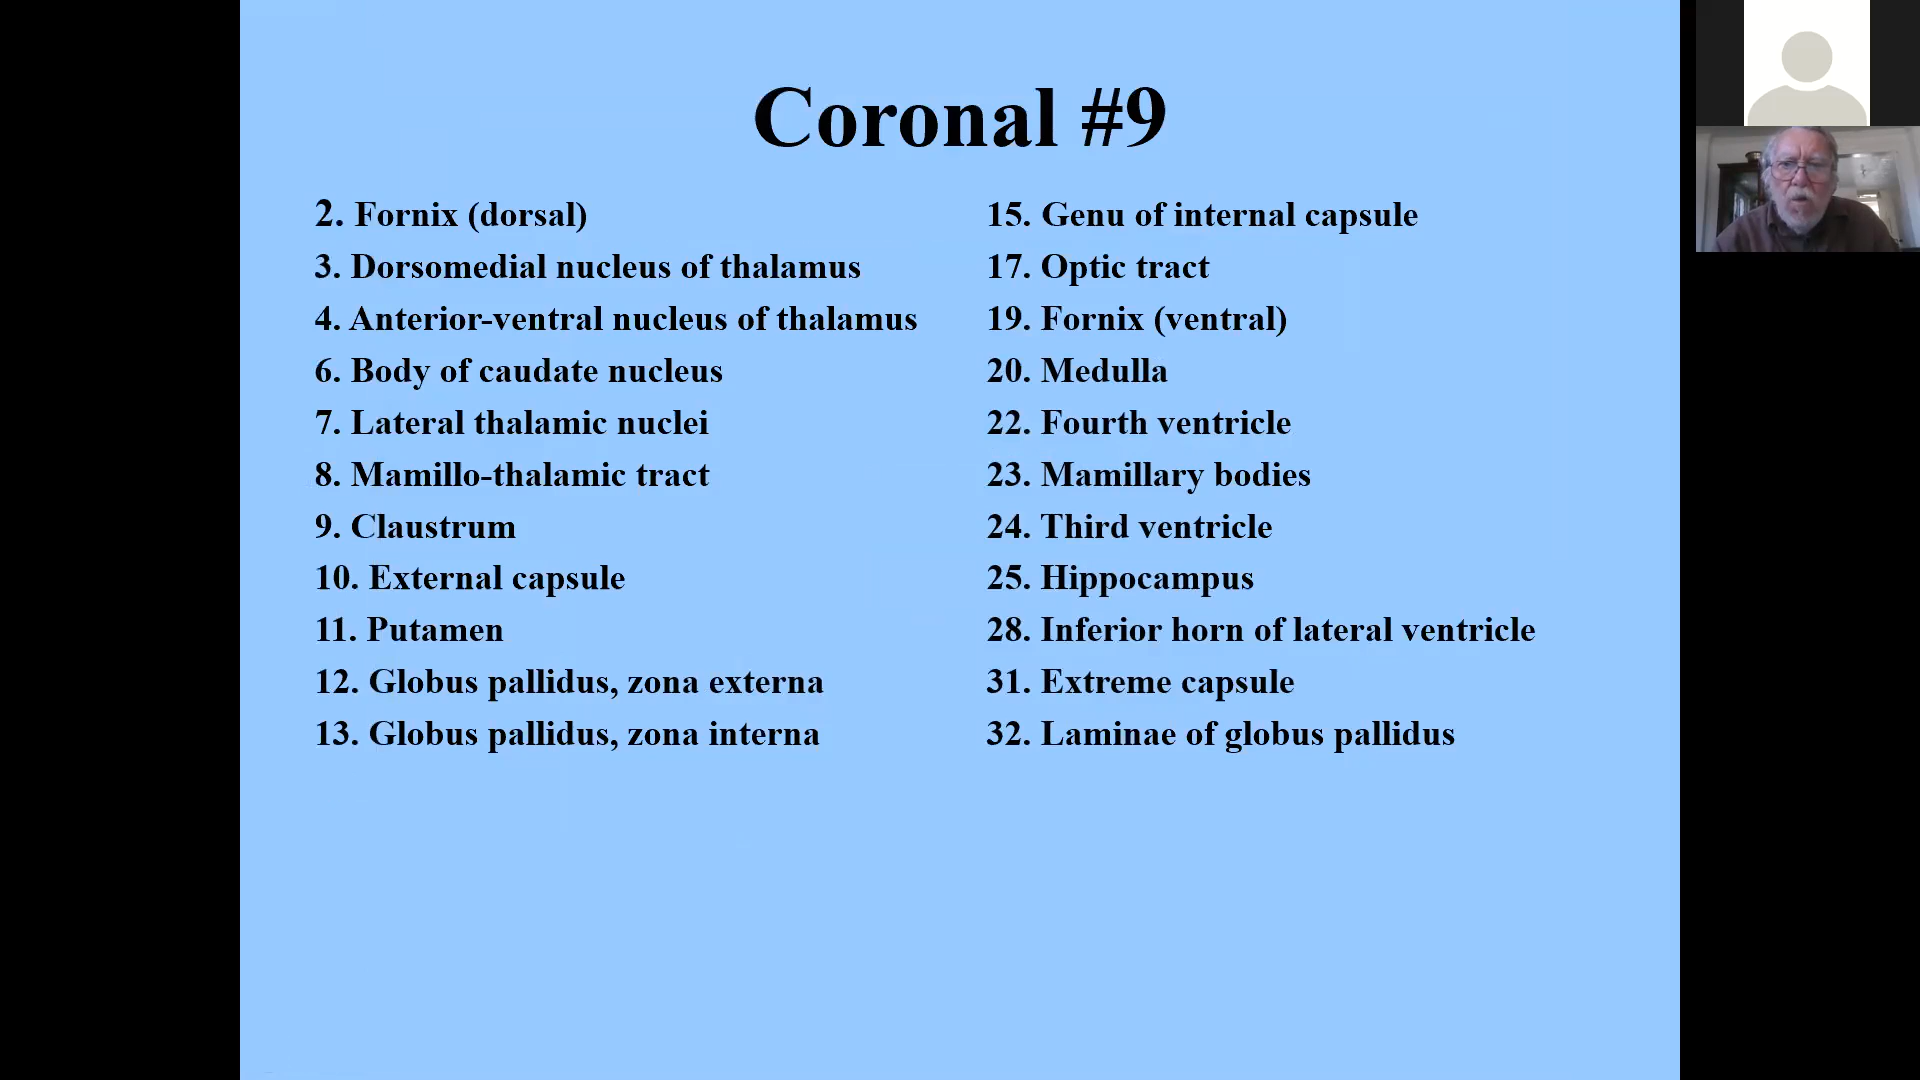 Coronal #9
2. Fornix (dorsal)
3. Dorsomedial nucleus of thalamus
4. Anterior-ventral nucleus of thalamus
6. Body of caudate nucleus
7. Lateral thalamic nuclei
8. Mamillo-thalamic tract
9. Claustrum
10. External capsule
11. Putamen
12. Globus pallidus, zona externa
13. Globus pallidus, zona interna
15. Genu of internal capsule
17. Optic tract
19. Fornix (ventral)
20. Medulla
22. Fourth ventricle
23. Mamillary bodies
24. Third ventricle
25. Hippocampus
28. Inferior horn of lateral ventricle
31. Extreme capsule
32. Laminae of globus pallidus